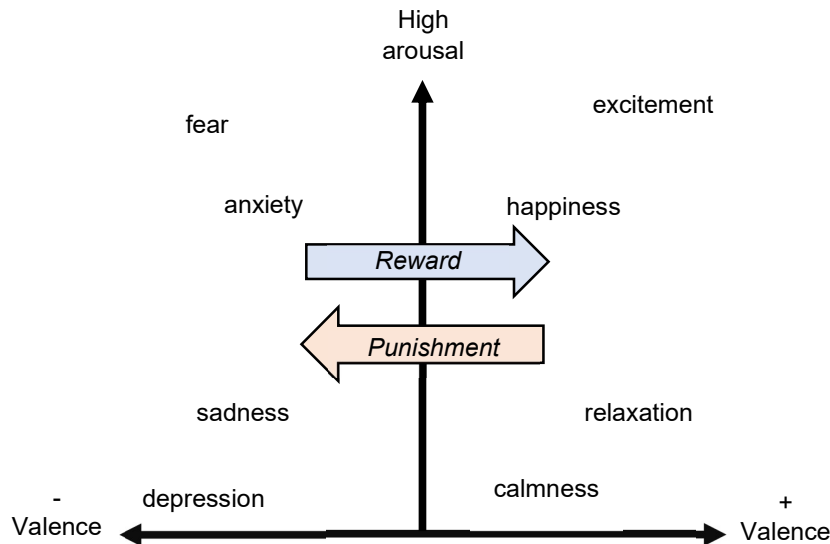 High
arousal
excitement
fear
anxiety
happiness
Reward
Punishment
sadness
relaxation
-
Valence
depression
calmness
+
Valence